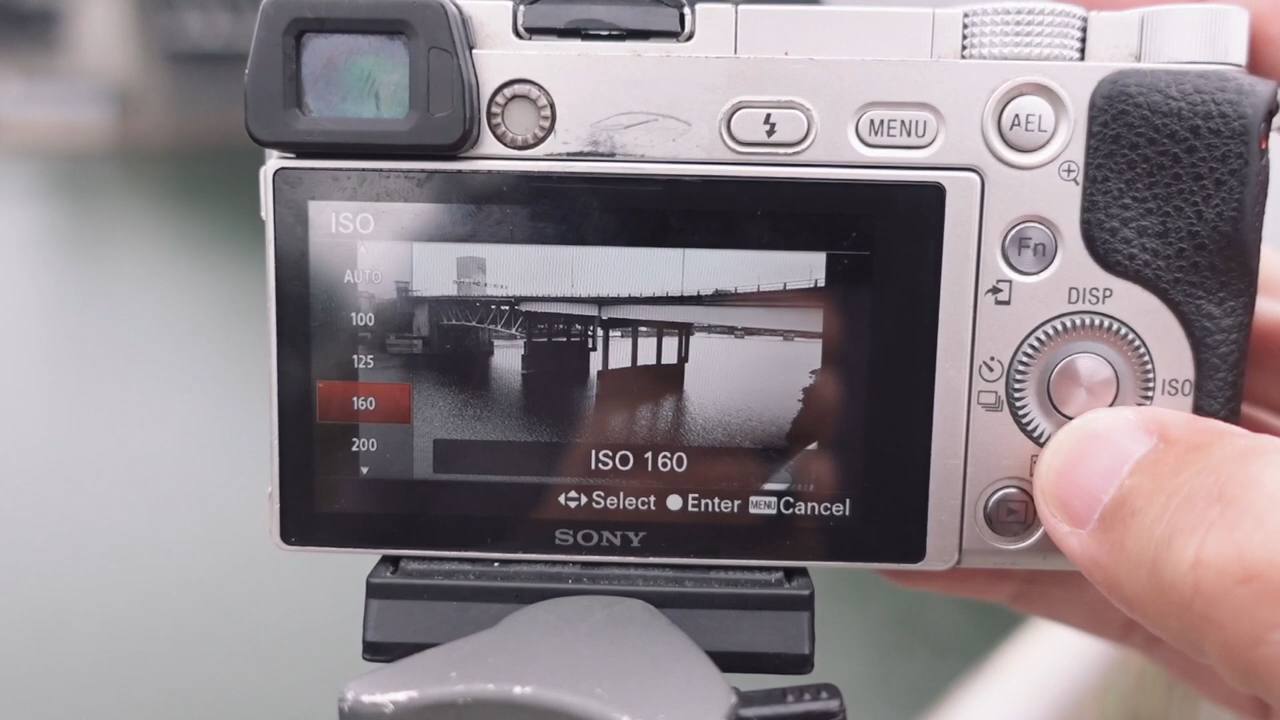 MENU
AEL
Fn
DISP
ISO
ISO
AUTO
100
125
160
200
ISO 160
Select Enter MENU Cancel
SONY